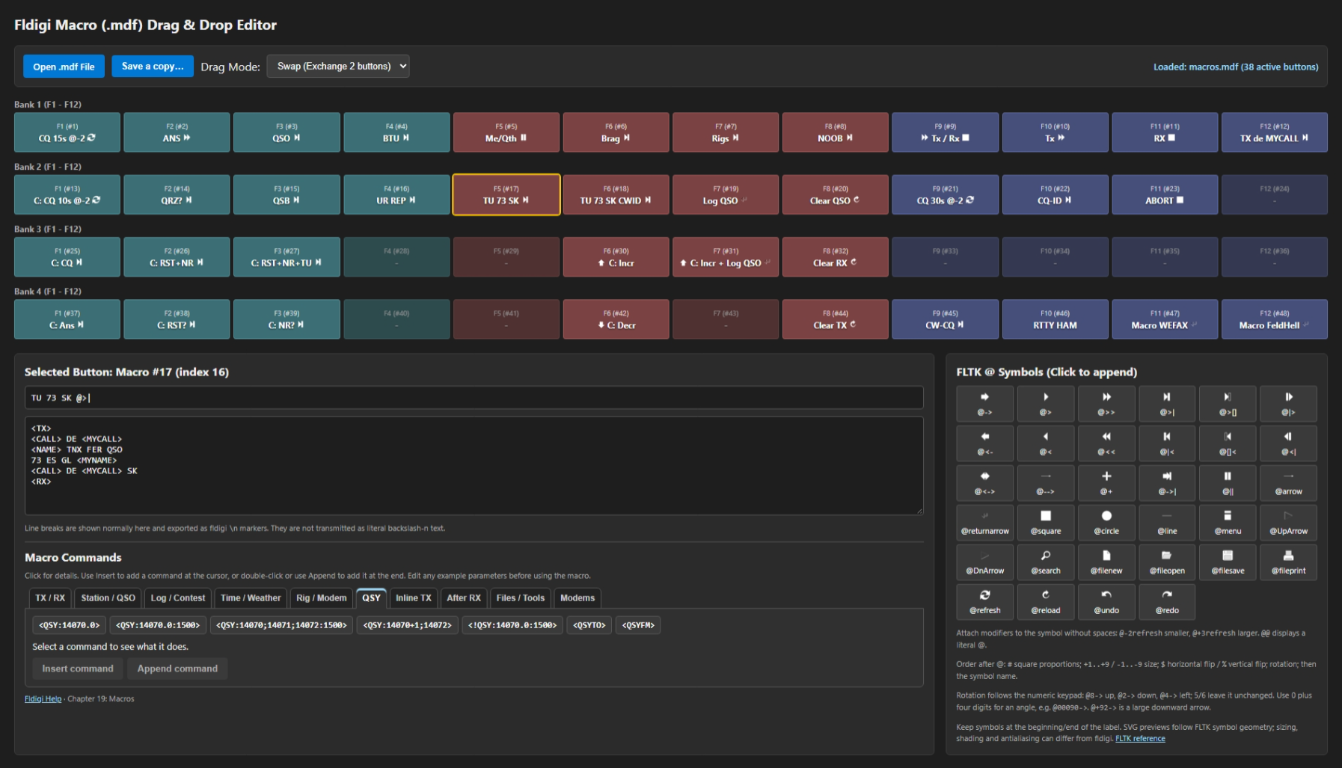 Fldigi Macro (.mdf) Drag & Drop Editor
Open .mdf File Save a copy... Drag Mode: Swap (Exchange 2 buttons) Loaded: macros.mdf (38 active buttons)
Bank 1 (F1 - F12)
F1 (#1) F2 (#2) F3 (#3) F4 (#4) F5 (#5) F6 (#6) F7 (#7) F8 (#8) F9 (#9) F10 (#10) F11 (#11) F12 (#12)
CQ 15s @-2 ANS QSO BTU Me/Qth Brag Rigs NOOB Tx / Rx Tx RX TX de MYCALL
Bank 2 (F1 - F12)
F1 (#13) F2 (#14) F3 (#15) F4 (#16) F5 (#17) F6 (#18) F7 (#19) F8 (#20) F9 (#21) F10 (#22) F11 (#23) F12 (#24)
C: CQ 10s @-2 QRZ? QSB UR REP TU 73 SK TU 73 SK CWID Log QSO Clear QSO CQ 30s @-2 CQ-ID ABORT -
Bank 3 (F1 - F12)
F1 (#25) F2 (#26) F3 (#27) F4 (#28) F5 (#29) F6 (#30) F7 (#31) F8 (#32) F9 (#33) F10 (#34) F11 (#35) F12 (#36)
C: CQ C: RST+NR C: RST+NR+TU - - C: Incr C: Incr + Log QSO Clear RX - - - -
Bank 4 (F1 - F12)
F1 (#37) F2 (#38) F3 (#39) F4 (#40) F5 (#41) F6 (#42) F7 (#43) F8 (#44) F9 (#45) F10 (#46) F11 (#47) F12 (#48)
C: Ans C: RST? C: NR? - - C: Decr - Clear TX CW-CQ RTTY HAM Macro WEFAX Macro FeldHell
Selected Button: Macro #17 (index 16)
TU 73 SK @>|
<TX>
<CALL> DE <MYCALL>
<NAME> TNX FER QSO
73 ES GL <MYNAME>
<CALL> DE <MYCALL> SK
<RX>
Line breaks are shown normally here and exported as fldigi \n markers. They are not transmitted as literal backslash-n text.
Macro Commands
Click for details. Use Insert to add a command at the cursor, or double-click or use Append to add it at the end. Edit any example parameters before using the macro.
TX / RX Station / QSO Log / Contest Time / Weather Rig / Modem QSY Inline TX After RX Files / Tools Modems
<QSY:14070.0> <QSY:14070.0:1500> <QSY:14070;14071;14072:1500> <QSY:14070+1;14072> <!QSY:14070.0:1500> <QSYTO> <QSYFM>
Select a command to see what it does.
Insert command Append command
Fldigi Help · Chapter 19: Macros
FLTK @ Symbols (Click to append)
@-> @> @>> @>| @>[] @|>
@<- @< @<< @|< @[]< @<|
@<-> @--> @+ @->| @|| @arrow
@returnarrow @square @circle @line @menu @UpArrow
@DnArrow @search @filenew @fileopen @filesave @fileprint
@refresh @reload @undo @redo
Attach modifiers to the symbol without spaces: @-2refresh smaller, @+3refresh larger. @@ displays a
literal @.
Order after @: # square proportions; +1..+9 / -1..-9 size; $ horizontal flip / % vertical flip; rotation; then
the symbol name.
Rotation follows the numeric keypad: @8-> up, @2-> down, @4-> left; 5/6 leave it unchanged. Use 0 plus
four digits for an angle, e.g. @00090->. @+92-> is a large downward arrow.
Keep symbols at the beginning/end of the label. SVG previews follow FLTK symbol geometry; sizing,
shading and antialiasing can differ from fldigi. FLTK reference